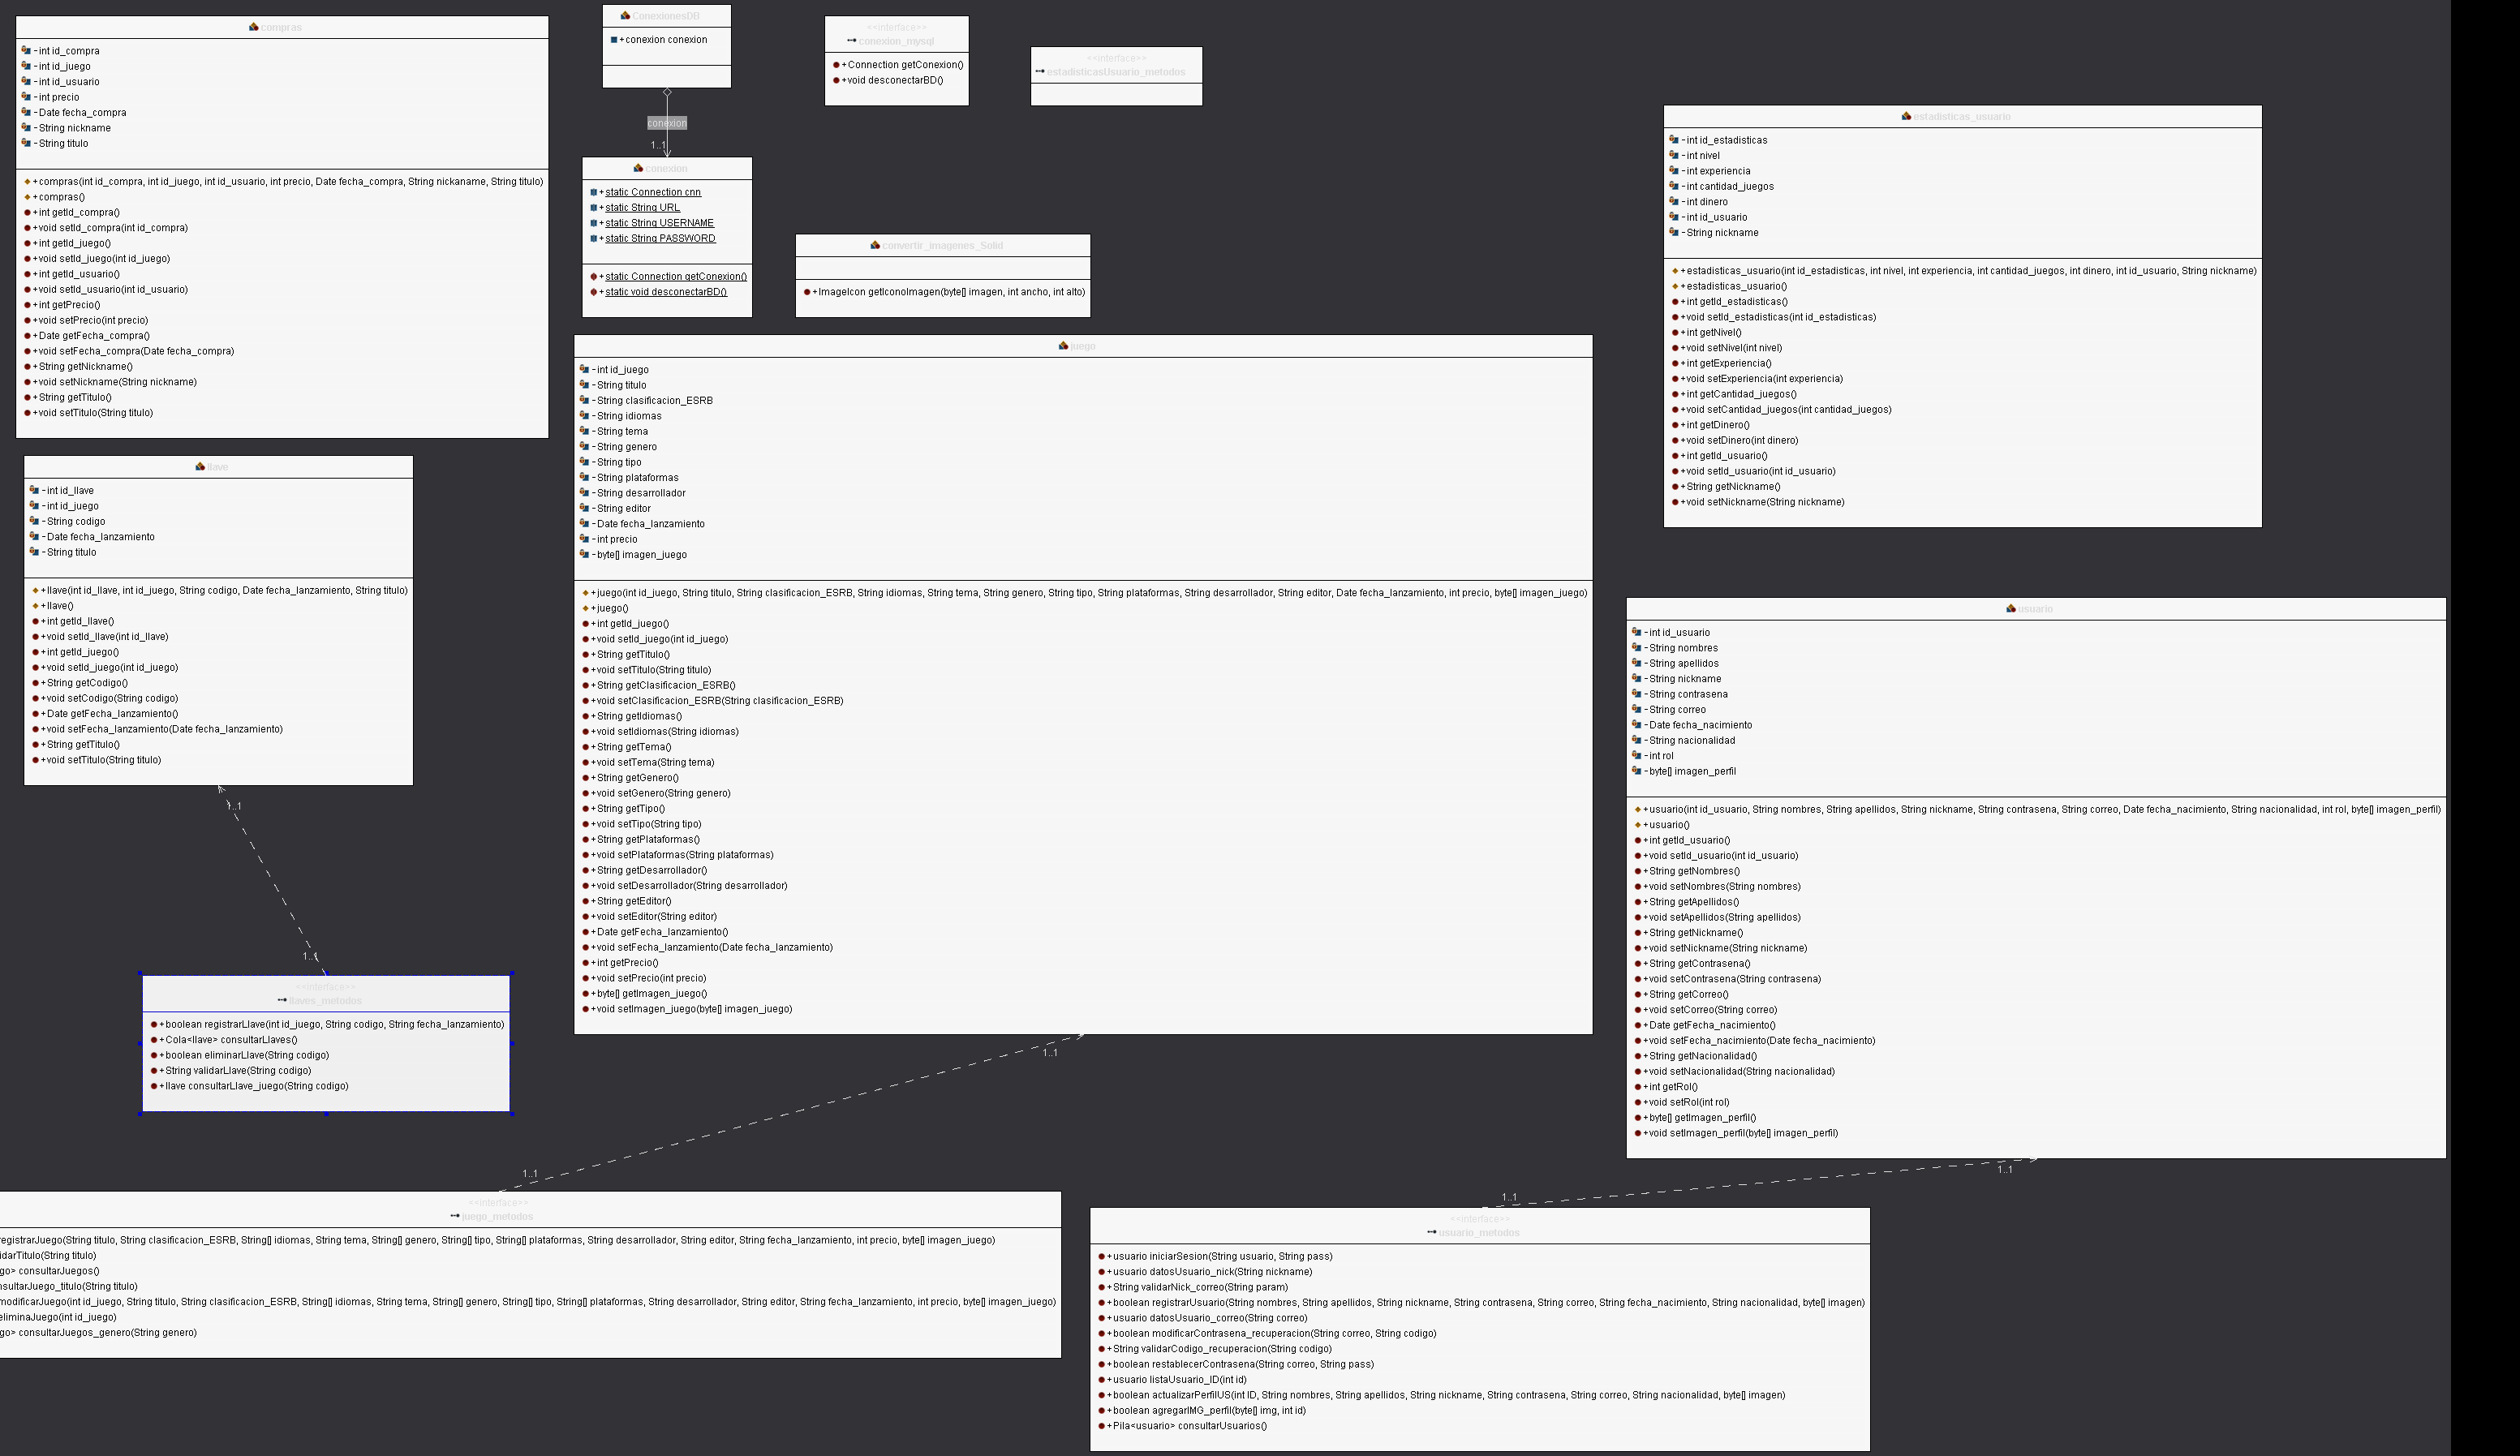 compras
-int id_compra
-int id_juego
-int id_usuario
-int precio
-Date fecha_compra
-String nickname
-String titulo
+compras(int id_compra, int id_juego, int id_usuario, int precio, Date fecha_compra, String nickaname, String titulo)
+compras()
+int getId_compra()
+void setId_compra(int id_compra)
+int getId_juego()
+void setId_juego(int id_juego)
+int getId_usuario()
+void setId_usuario(int id_usuario)
+int getPrecio()
+void setPrecio(int precio)
+Date getFecha_compra()
+void setFecha_compra(Date fecha_compra)
+String getNickname()
+void setNickname(String nickname)
+String getTitulo()
+void setTitulo(String titulo)
ConexionesDB
+conexion conexion
conexion
1..1
conexion
+static Connection cnn
+static String URL
+static String USERNAME
+static String PASSWORD
+static Connection getConexion()
+static void desconectarBD()
<<interface>>
conexion_mysql
+Connection getConexion()
+void desconectarBD()
<<interface>>
estadisticasUsuario_metodos
convertir_imagenes_Solid
+ImageIcon getIconoImagen(byte[] imagen, int ancho, int alto)
estadisticas_usuario
-int id_estadisticas
-int nivel
-int experiencia
-int cantidad_juegos
-int dinero
-int id_usuario
-String nickname
+estadisticas_usuario(int id_estadisticas, int nivel, int experiencia, int cantidad_juegos, int dinero, int id_usuario, String nickname)
+estadisticas_usuario()
+int getId_estadisticas()
+void setId_estadisticas(int id_estadisticas)
+int getNivel()
+void setNivel(int nivel)
+int getExperiencia()
+void setExperiencia(int experiencia)
+int getCantidad_juegos()
+void setCantidad_juegos(int cantidad_juegos)
+int getDinero()
+void setDinero(int dinero)
+int getId_usuario()
+void setId_usuario(int id_usuario)
+String getNickname()
+void setNickname(String nickname)
llave
-int id_llave
-int id_juego
-String codigo
-Date fecha_lanzamiento
-String titulo
+llave(int id_llave, int id_juego, String codigo, Date fecha_lanzamiento, String titulo)
+llave()
+int getId_llave()
+void setId_llave(int id_llave)
+int getId_juego()
+void setId_juego(int id_juego)
+String getCodigo()
+void setCodigo(String codigo)
+Date getFecha_lanzamiento()
+void setFecha_lanzamiento(Date fecha_lanzamiento)
+String getTitulo()
+void setTitulo(String titulo)
1..1
1..1
<<interface>>
llaves_metodos
+boolean registrarLlave(int id_juego, String codigo, String fecha_lanzamiento)
+Cola<llave> consultarLlaves()
+boolean eliminarLlave(String codigo)
+String validarLlave(String codigo)
+llave consultarLlave_juego(String codigo)
juego
-int id_juego
-String titulo
-String clasificacion_ESRB
-String idiomas
-String tema
-String genero
-String tipo
-String plataformas
-String desarrollador
-String editor
-Date fecha_lanzamiento
-int precio
-byte[] imagen_juego
+juego(int id_juego, String titulo, String clasificacion_ESRB, String idiomas, String tema, String genero, String tipo, String plataformas, String desarrollador, String editor, Date fecha_lanzamiento, int precio, byte[] imagen_juego)
+juego()
+int getId_juego()
+void setId_juego(int id_juego)
+String getTitulo()
+void setTitulo(String titulo)
+String getClasificacion_ESRB()
+void setClasificacion_ESRB(String clasificacion_ESRB)
+String getIdiomas()
+void setIdiomas(String idiomas)
+String getTema()
+void setTema(String tema)
+String getGenero()
+void setGenero(String genero)
+String getTipo()
+void setTipo(String tipo)
+String getPlataformas()
+void setPlataformas(String plataformas)
+String getDesarrollador()
+void setDesarrollador(String desarrollador)
+String getEditor()
+void setEditor(String editor)
+Date getFecha_lanzamiento()
+void setFecha_lanzamiento(Date fecha_lanzamiento)
+int getPrecio()
+void setPrecio(int precio)
+byte[] getImagen_juego()
+void setImagen_juego(byte[] imagen_juego)
1..1
1..1
<<interface>>
juego_metodos
registrarJuego(String titulo, String clasificacion_ESRB, String[] idiomas, String tema, String[] genero, String[] tipo, String[] plataformas, String desarrollador, String editor, String fecha_lanzamiento, int precio, byte[] imagen_juego)
idarTitulo(String titulo)
go> consultarJuegos()
nsultarJuego_titulo(String titulo)
modificarJuego(int id_juego, String titulo, String clasificacion_ESRB, String[] idiomas, String tema, String[] genero, String[] tipo, String[] plataformas, String desarrollador, String editor, String fecha_lanzamiento, int precio, byte[] imagen_juego)
eliminaJuego(int id_juego)
go> consultarJuegos_genero(String genero)
usuario
-int id_usuario
-String nombres
-String apellidos
-String nickname
-String contrasena
-String correo
-Date fecha_nacimiento
-String nacionalidad
-int rol
-byte[] imagen_perfil
+usuario(int id_usuario, String nombres, String apellidos, String nickname, String contrasena, String correo, Date fecha_nacimiento, String nacionalidad, int rol, byte[] imagen_perfil)
+usuario()
+int getId_usuario()
+void setId_usuario(int id_usuario)
+String getNombres()
+void setNombres(String nombres)
+String getApellidos()
+void setApellidos(String apellidos)
+String getNickname()
+void setNickname(String nickname)
+String getContrasena()
+void setContrasena(String contrasena)
+String getCorreo()
+void setCorreo(String correo)
+Date getFecha_nacimiento()
+void setFecha_nacimiento(Date fecha_nacimiento)
+String getNacionalidad()
+void setNacionalidad(String nacionalidad)
+int getRol()
+void setRol(int rol)
+byte[] getImagen_perfil()
+void setImagen_perfil(byte[] imagen_perfil)
1..1
1..1
<<interface>>
usuario_metodos
+usuario iniciarSesion(String usuario, String pass)
+usuario datosUsuario_nick(String nickname)
+String validarNick_correo(String param)
+boolean registrarUsuario(String nombres, String apellidos, String nickname, String contrasena, String correo, String fecha_nacimiento, String nacionalidad, byte[] imagen)
+usuario datosUsuario_correo(String correo)
+boolean modificarContrasena_recuperacion(String correo, String codigo)
+String validarCodigo_recuperacion(String codigo)
+boolean restablecerContrasena(String correo, String pass)
+usuario listaUsuario_ID(int id)
+boolean actualizarPerfilUS(int ID, String nombres, String apellidos, String nickname, String contrasena, String correo, String nacionalidad, byte[] imagen)
+boolean agregarIMG_perfil(byte[] img, int id)
+Pila<usuario> consultarUsuarios()